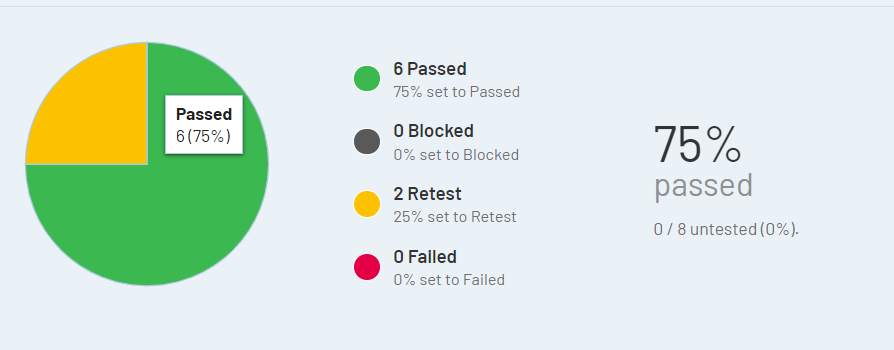 Passed
6 (75%)
6 Passed
75% set to Passed
0 Blocked
0% set to Blocked
2 Retest
25% set to Retest
0 Failed
0% set to Failed
75%
passed
0 / 8 untested (0%).